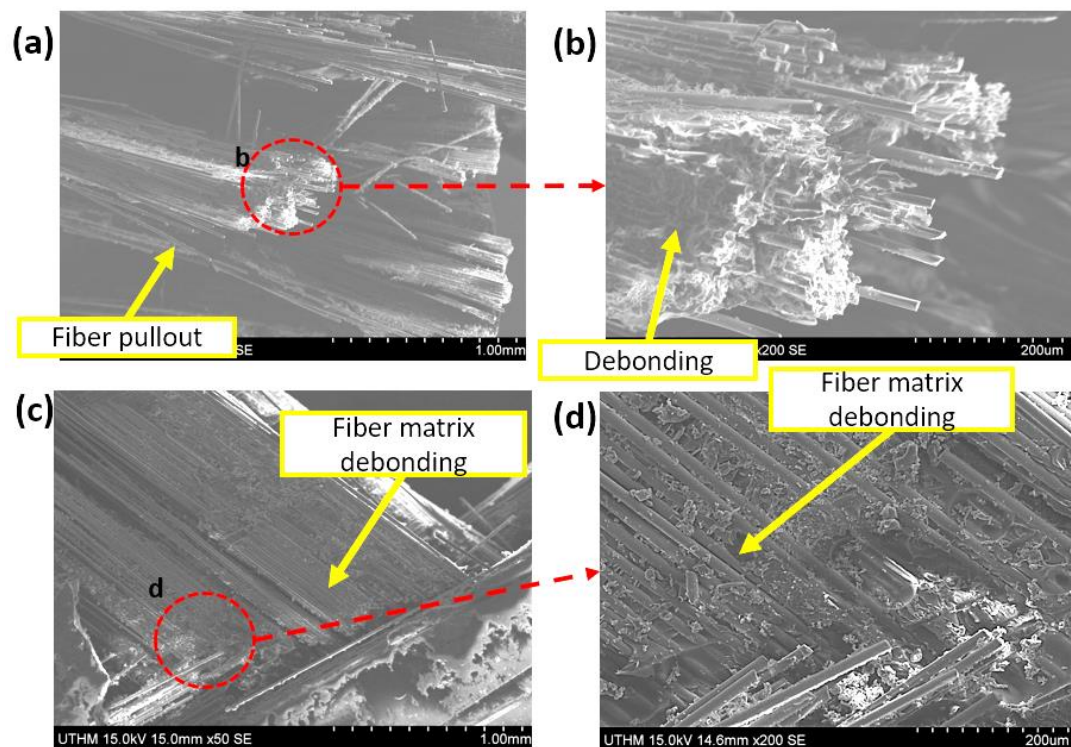 (a)
b
Fiber pullout
SE
1.00mm
(b)
Debonding
x200 SE
200um
(c)
Fiber matrix
debonding
d
UTHM 15.0kV 15.0mm x50 SE
1.00mm
(d)
Fiber matrix
debonding
UTHM 15.0kV 14.6mm x200 SE
200um